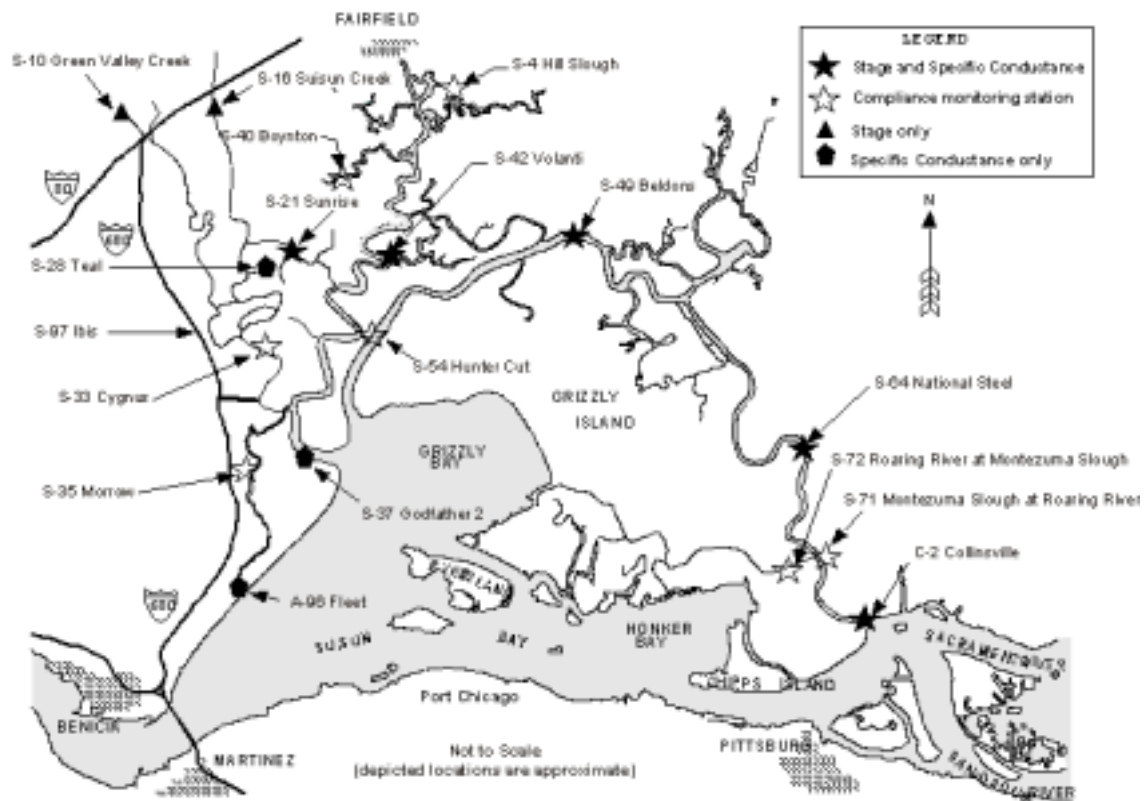 FAIRFIELD
LEGEND
Stage and Specific Conductance
Compliance monitoring station
Stage only
Specific Conductance only
S-10 Green Valley Creek
S-16 Suisun Creek
S-4 Hill Slough
S-40 Boynton
S-42 Volanti
S-49 Beldons
80
S-21 Sunrise
N
680
S-28 Teal
S-97 Ibis
S-54 Hunter Cut
S-33 Cygnus
S-64 National Steel
GRIZZLY
ISLAND
GRIZZLY
BAY
S-72 Roaring River at Montezuma Slough
S-35 Morrow
S-71 Montezuma Slough at Roaring River
S-37 Godfather 2
C-2 Collinsville
680
A-96 Fleet
SUISUN BAY
HONKER
BAY
SACRAMENTO RIVER
CHIPPS ISLAND
Port Chicago
BENICIA
PITTSBURG
Not to Scale
(depicted locations are approximate)
MARTINEZ
RIVER